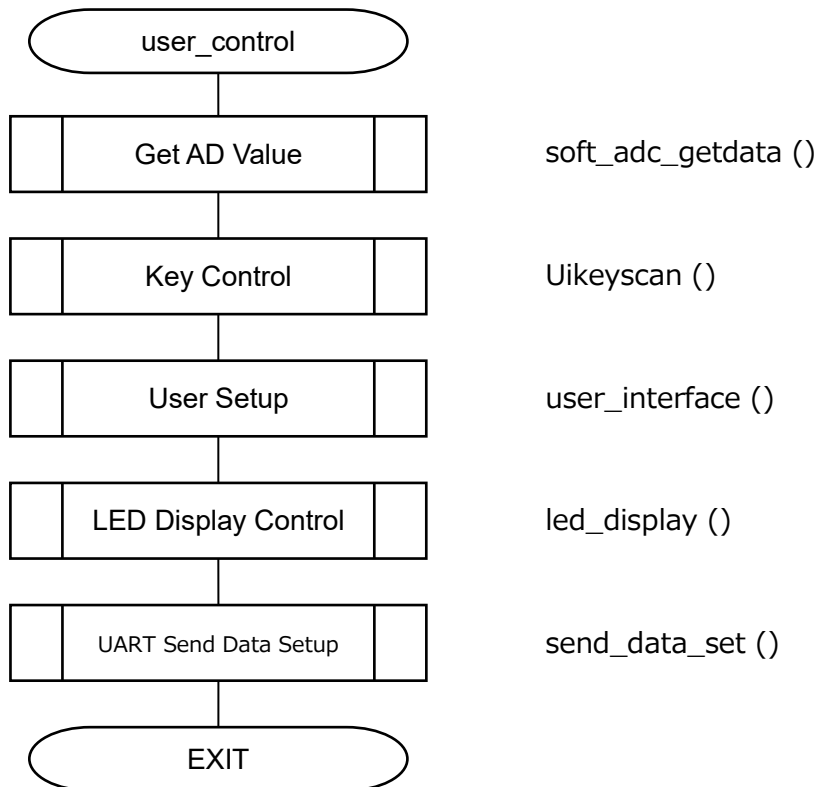 user_control
Get AD Value soft_adc_getdata ()
Key Control Uikeyscan ()
User Setup user_interface ()
LED Display Control led_display ()
UART Send Data Setup send_data_set ()
EXIT